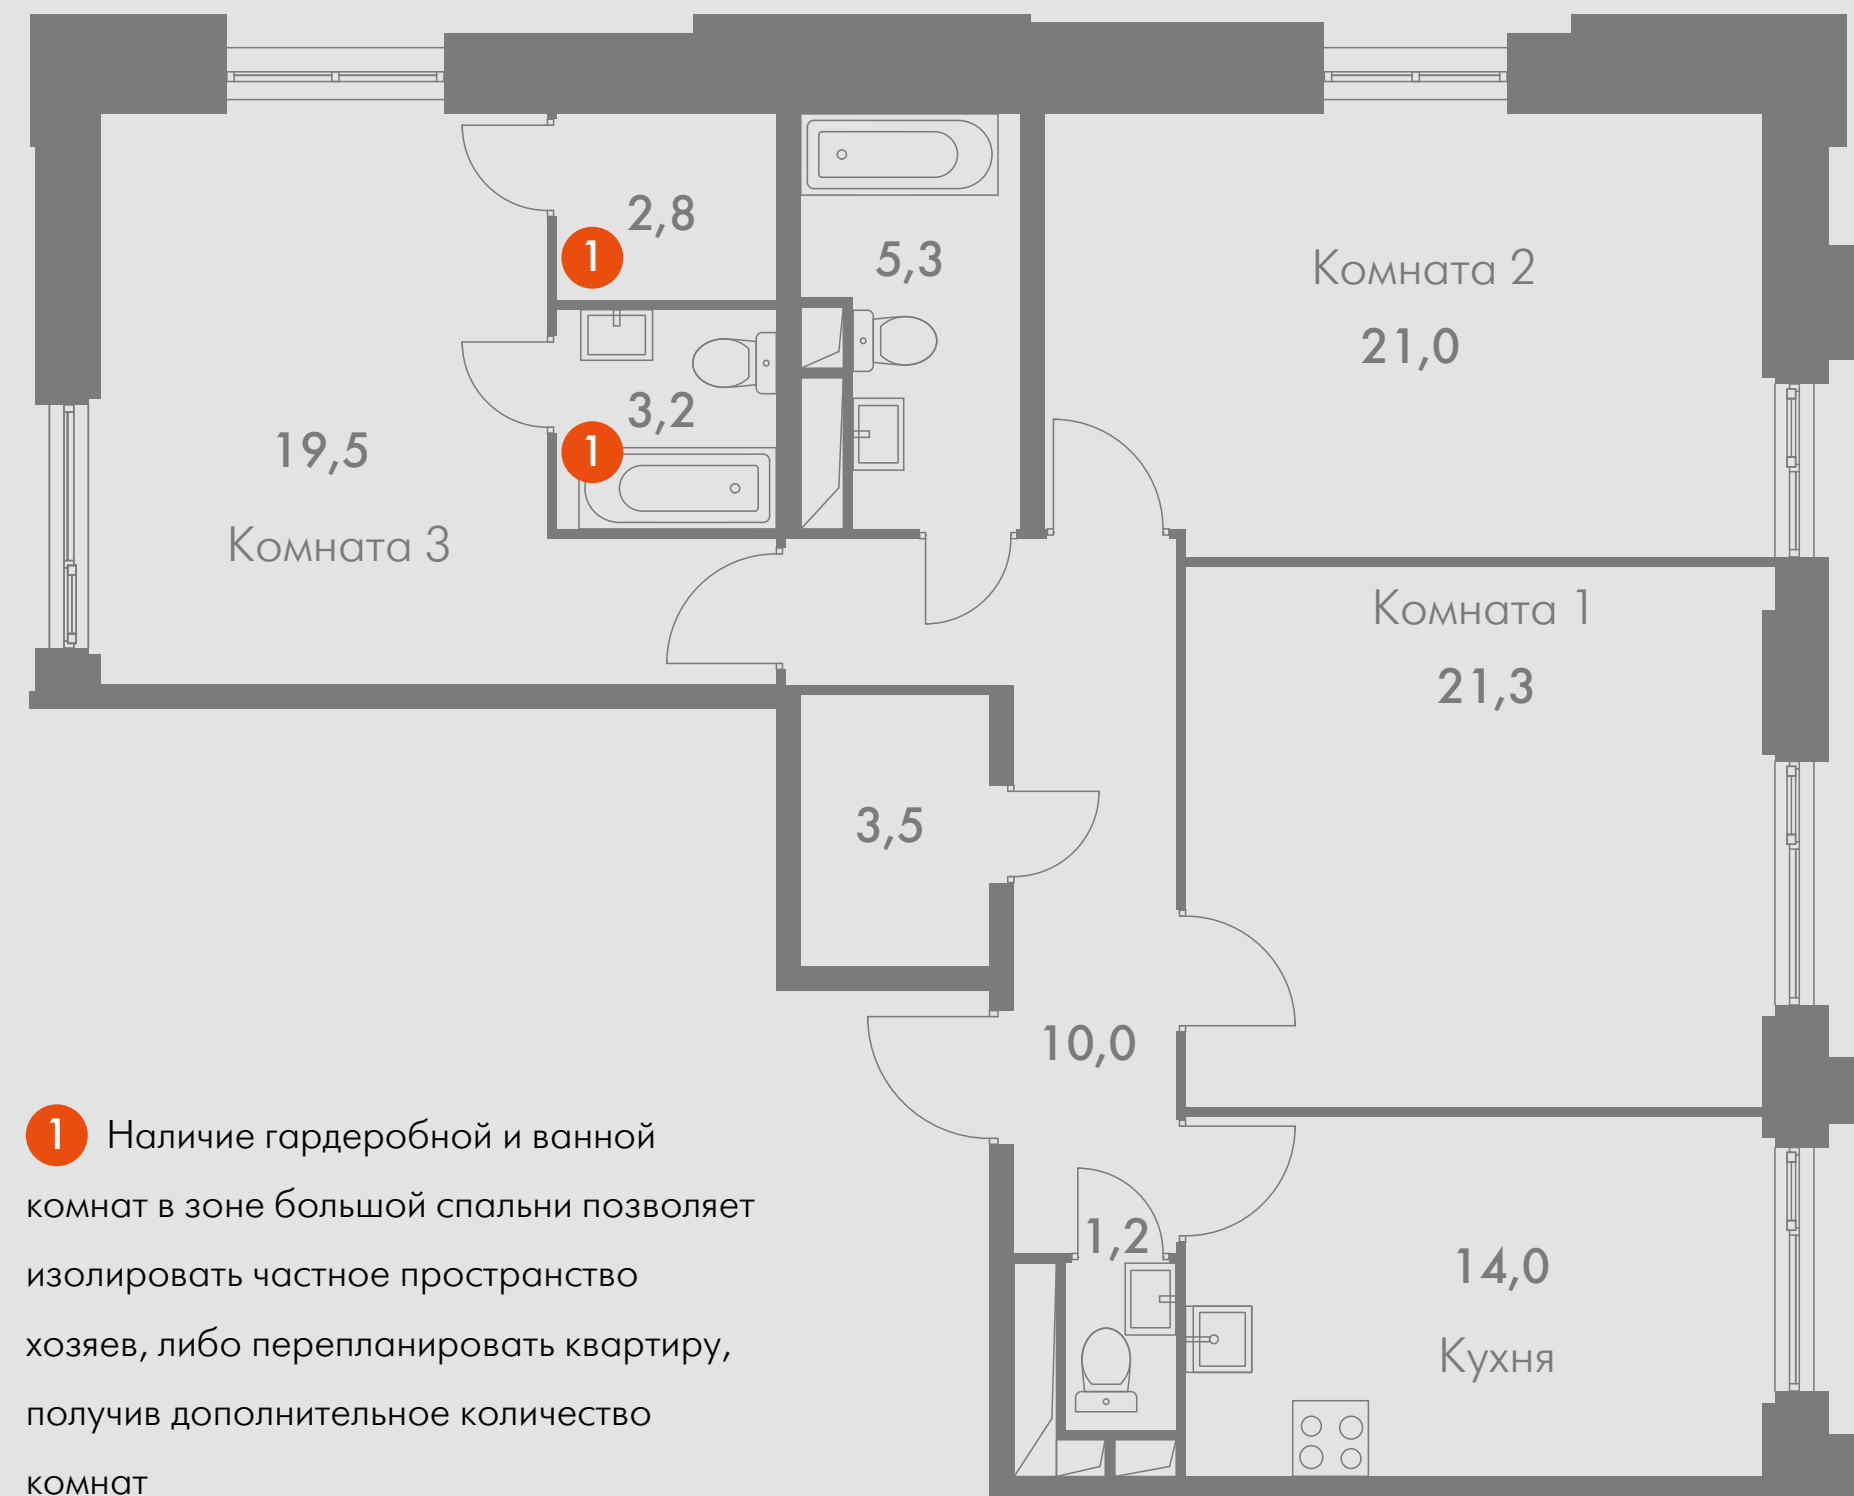 2,8
1
5,3
Комната 2
21,0
3,2
1
19,5
Комната 3
Комната 1
21,3
3,5
10,0
1,2
14,0
Кухня
1 Наличие гардеробной и ванной
комнат в зоне большой спальни позволяет
изолировать частное пространство
хозяев, либо перепланировать квартиру,
получив дополнительное количество
комнат